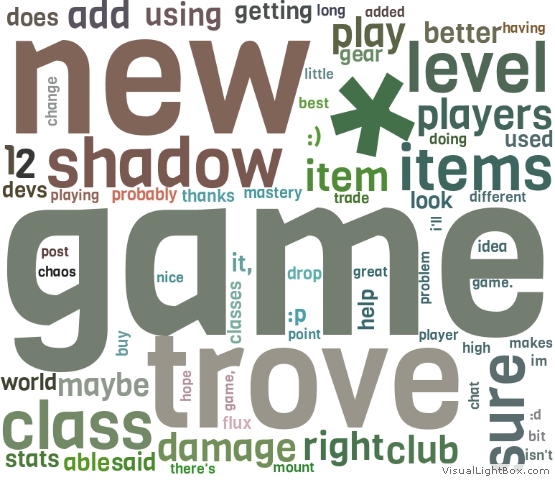 does add using getting long added
play better having
new change little gear level
best * players
:) doing used
12 shadow item items
devs playing probably thanks mastery trade look different
game
post
chaos
nice
it,
classes
drop
:p
point
great
help
problem
i'll
idea
game.
buy
trove
player
high
makes
im
world maybe hope game, flux chat sure :d
class
bit
stats able said damage right club isn't
there's mount
VisualLightBox.com